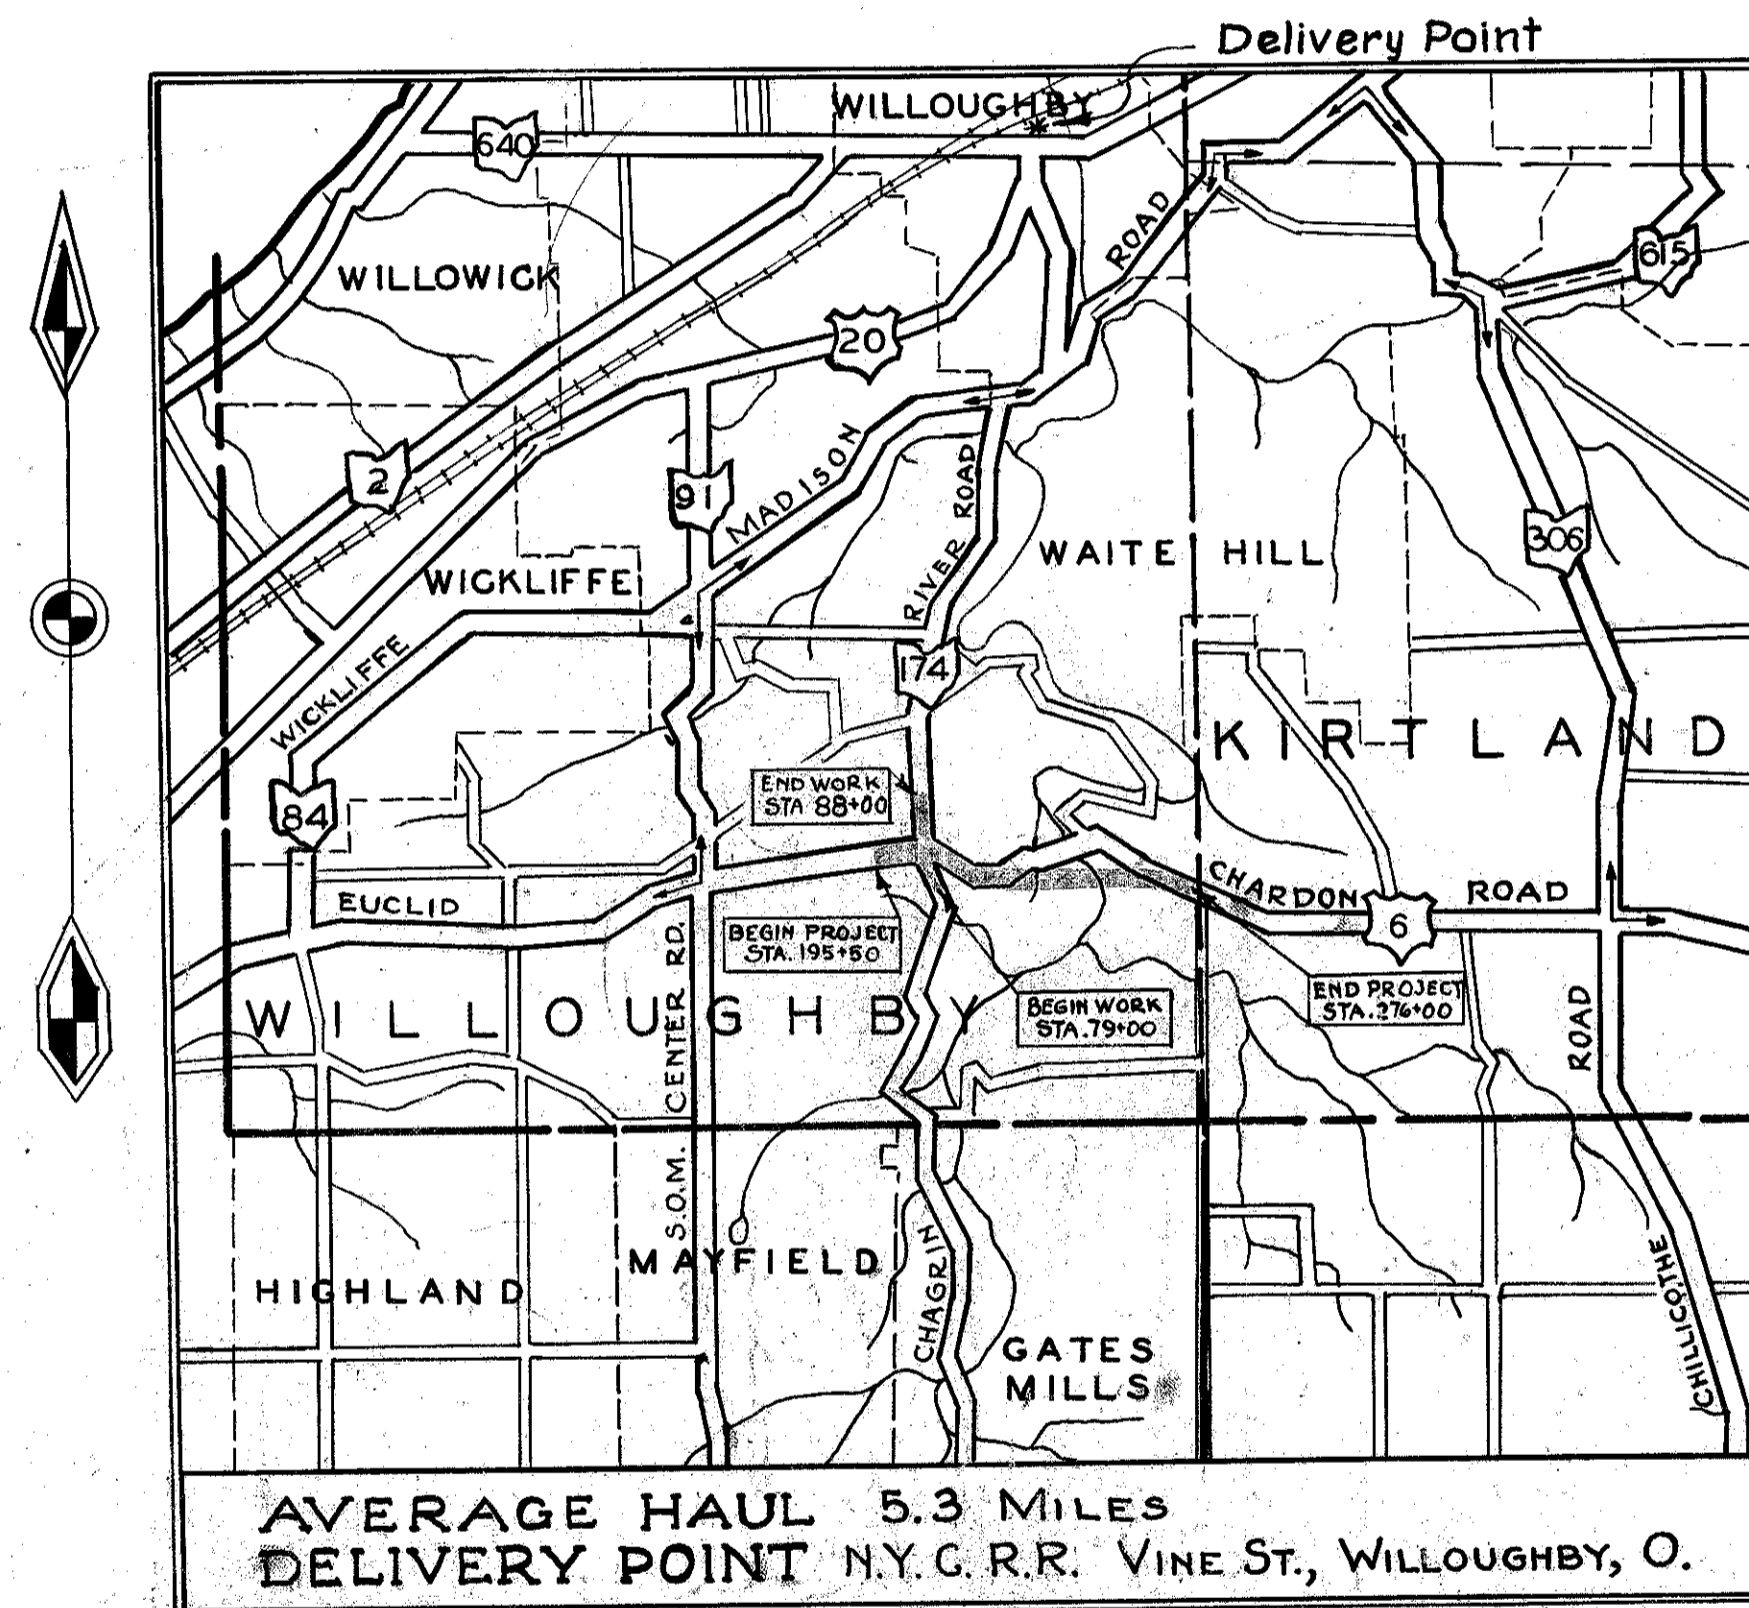 Delivery Point
WILLOUGHBY
640
ROAD
615
WILLOWICK
20
2
91
MADISON
RIVER ROAD
WAITE HILL
306
WICKLIFFE
WICKLIFFE
174
KIRTLAND
END WORK
STA 88+00
84
EUCLID
CHARDON ROAD
6
BEGIN PROJECT
STA. 195+50
BEGIN WORK
STA. 79+00
END PROJECT
STA. 276+00
WILLOUGHBY
S.O.M. CENTER RD.
ROAD
MAYFIELD
HIGHLAND
CHAGRIN
GATES
MILLS
CHILLICOTHE
AVERAGE HAUL 5.3 MILES
DELIVERY POINT N.Y.C. R.R. VINE ST., WILLOUGHBY, O.